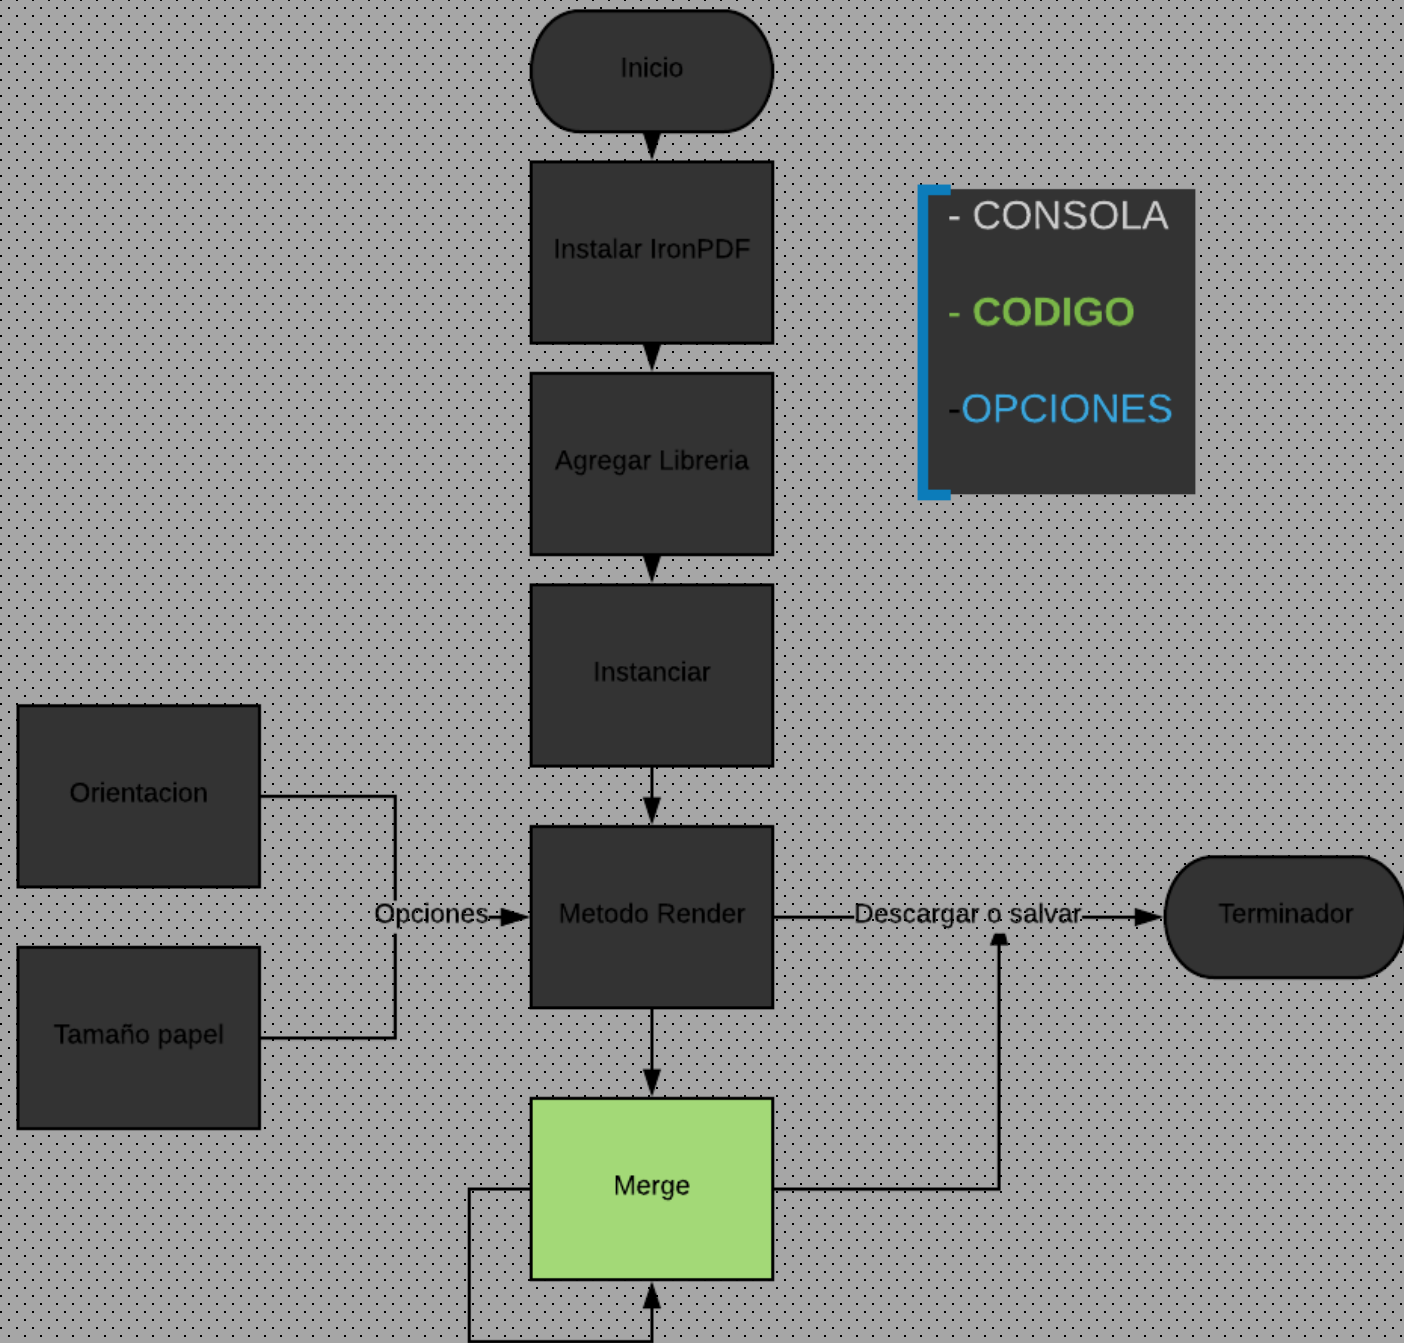 Inicio
Instalar IronPDF
- CONSOLA
- CODIGO
-OPCIONES
Agregar Libreria
Instanciar
Orientacion
Opciones
Metodo Render
Descargar o salvar
Terminador
Tamaño papel
Merge